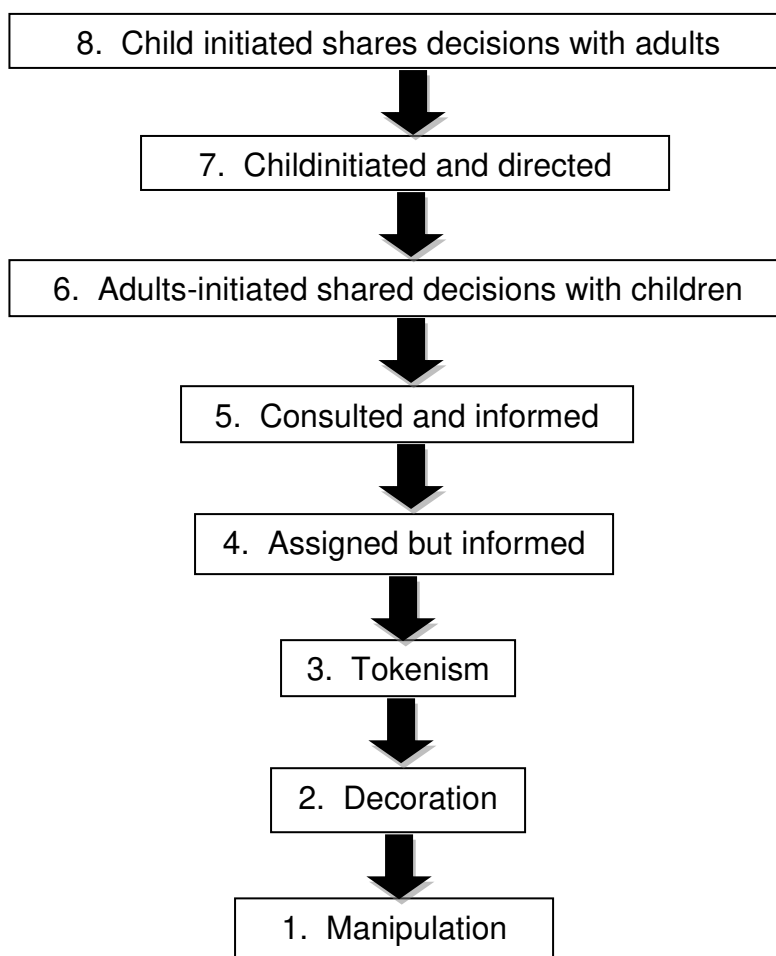 8. Child initiated shares decisions with adults
7. Childinitiated and directed
6. Adults-initiated shared decisions with children
5. Consulted and informed
4. Assigned but informed
3. Tokenism
2. Decoration
1. Manipulation